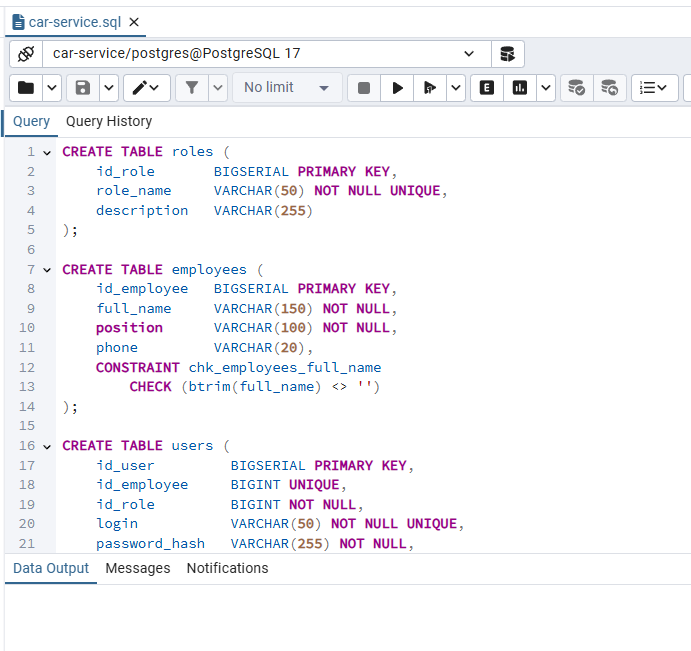 car-service.sql
car-service/postgres@PostgreSQL 17
No limit
E
Query Query History
1 CREATE TABLE roles (
2 id_role BIGSERIAL PRIMARY KEY,
3 role_name VARCHAR(50) NOT NULL UNIQUE,
4 description VARCHAR(255)
5 );
6
7 CREATE TABLE employees (
8 id_employee BIGSERIAL PRIMARY KEY,
9 full_name VARCHAR(150) NOT NULL,
10 position VARCHAR(100) NOT NULL,
11 phone VARCHAR(20),
12 CONSTRAINT chk_employees_full_name
13 CHECK (btrim(full_name) <> '')
14 );
15
16 CREATE TABLE users (
17 id_user BIGSERIAL PRIMARY KEY,
18 id_employee BIGINT UNIQUE,
19 id_role BIGINT NOT NULL,
20 login VARCHAR(50) NOT NULL UNIQUE,
21 password_hash VARCHAR(255) NOT NULL,
Data Output Messages Notifications